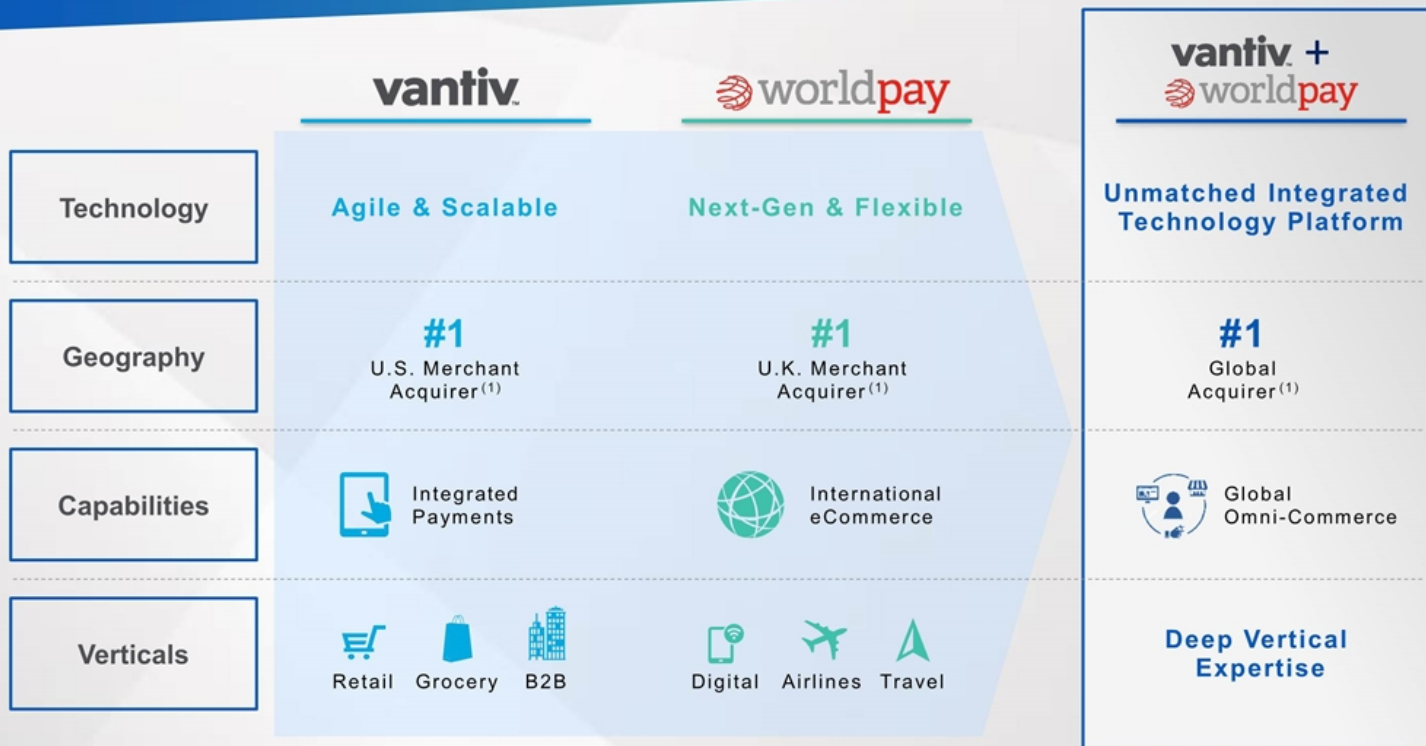 vantiv™
worldpay
vantiv™ +
worldpay
Technology
Agile & Scalable
Next-Gen & Flexible
Unmatched Integrated
Technology Platform
Geography
#1
U.S. Merchant
Acquirer(1)
#1
U.K. Merchant
Acquirer(1)
#1
Global
Acquirer(1)
Capabilities
Integrated
Payments
International
eCommerce
Global
Omni-Commerce
Verticals
Retail
Grocery
B2B
Digital
Airlines
Travel
Deep Vertical
Expertise